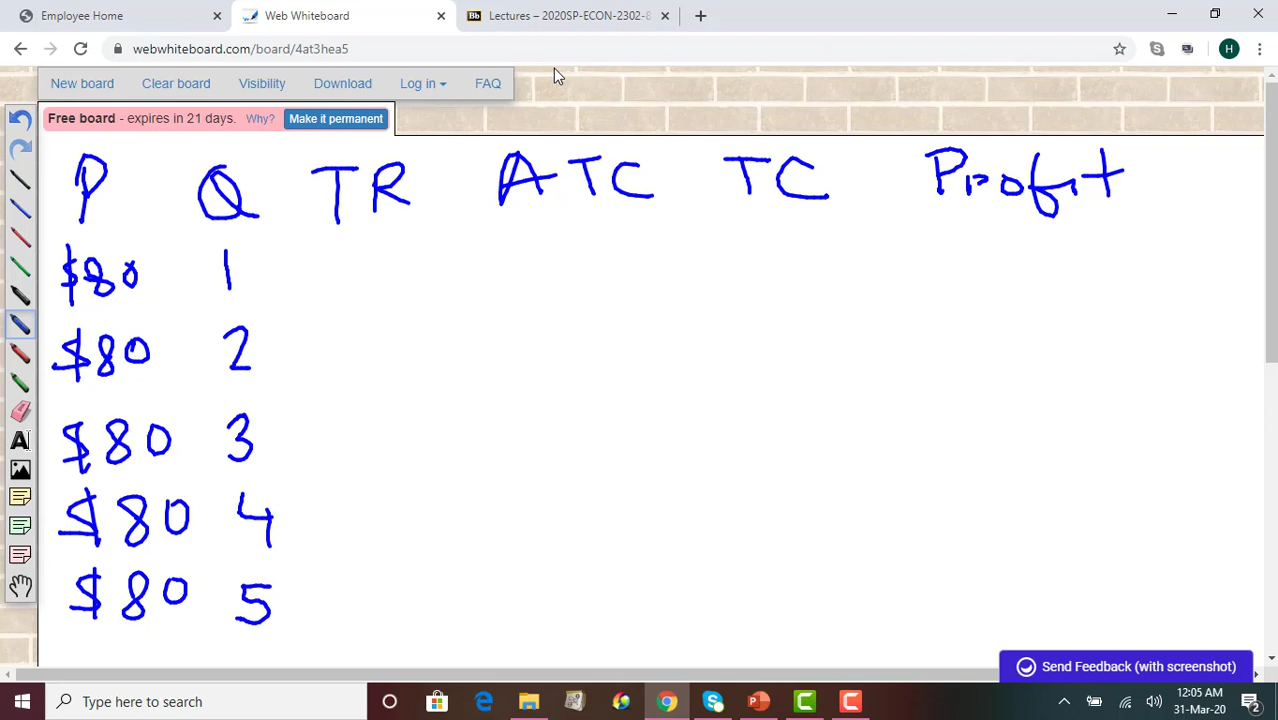 Employee Home
Web Whiteboard
Lectures – 2020SP-ECON-2302-8
webwhiteboard.com/board/4at3hea5
H
New board Clear board Visibility Download Log in FAQ
Free board - expires in 21 days. Why? Make it permanent
P Q TR ATC TC Profit
$80 1
$80 2
$80 3
$80 4
$80 5
A
Send Feedback (with screenshot)
Type here to search
12:05 AM
31-Mar-20
2